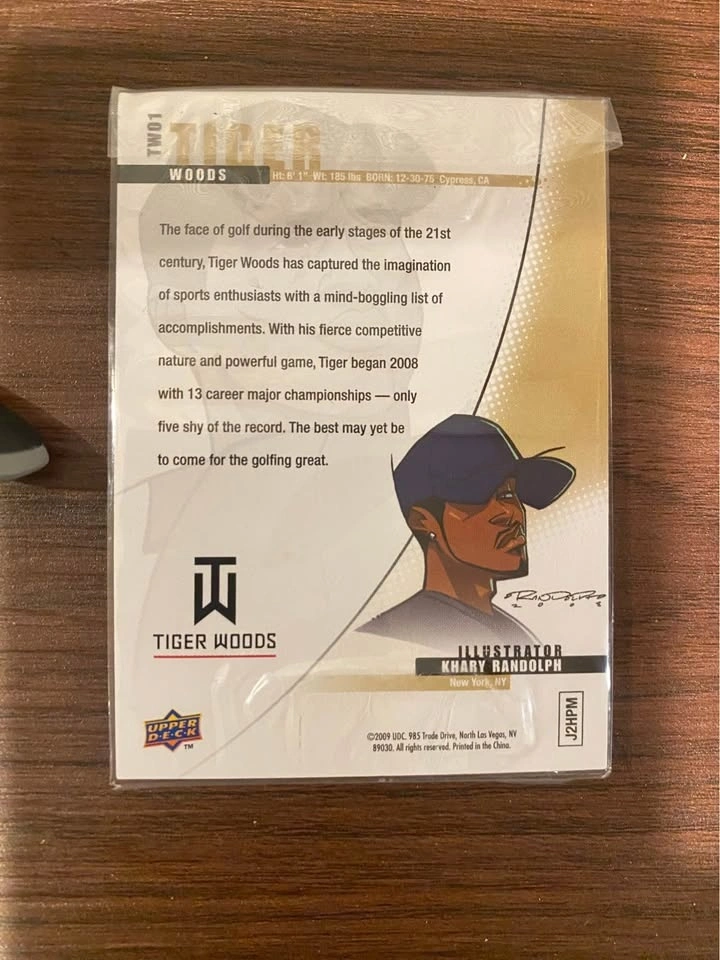 TW01
TIGER
WOODS
Ht: 6' 1" Wt: 185 lbs BORN: 12-30-75 Cypress, CA
The face of golf during the early stages of the 21st
century, Tiger Woods has captured the imagination
of sports enthusiasts with a mind-boggling list of
accomplishments. With his fierce competitive
nature and powerful game, Tiger began 2008
with 13 career major championships — only
five shy of the record. The best may yet be
to come for the golfing great.
TW
TIGER WOODS
RANDOLPH
ILLUSTRATOR
KHARY RANDOLPH
New York, NY
UPPER
D·E·C·K
TM
©2009 UDC. 985 Trade Drive, North Las Vegas, NV
89030. All rights reserved. Printed in the China.
J2HPM